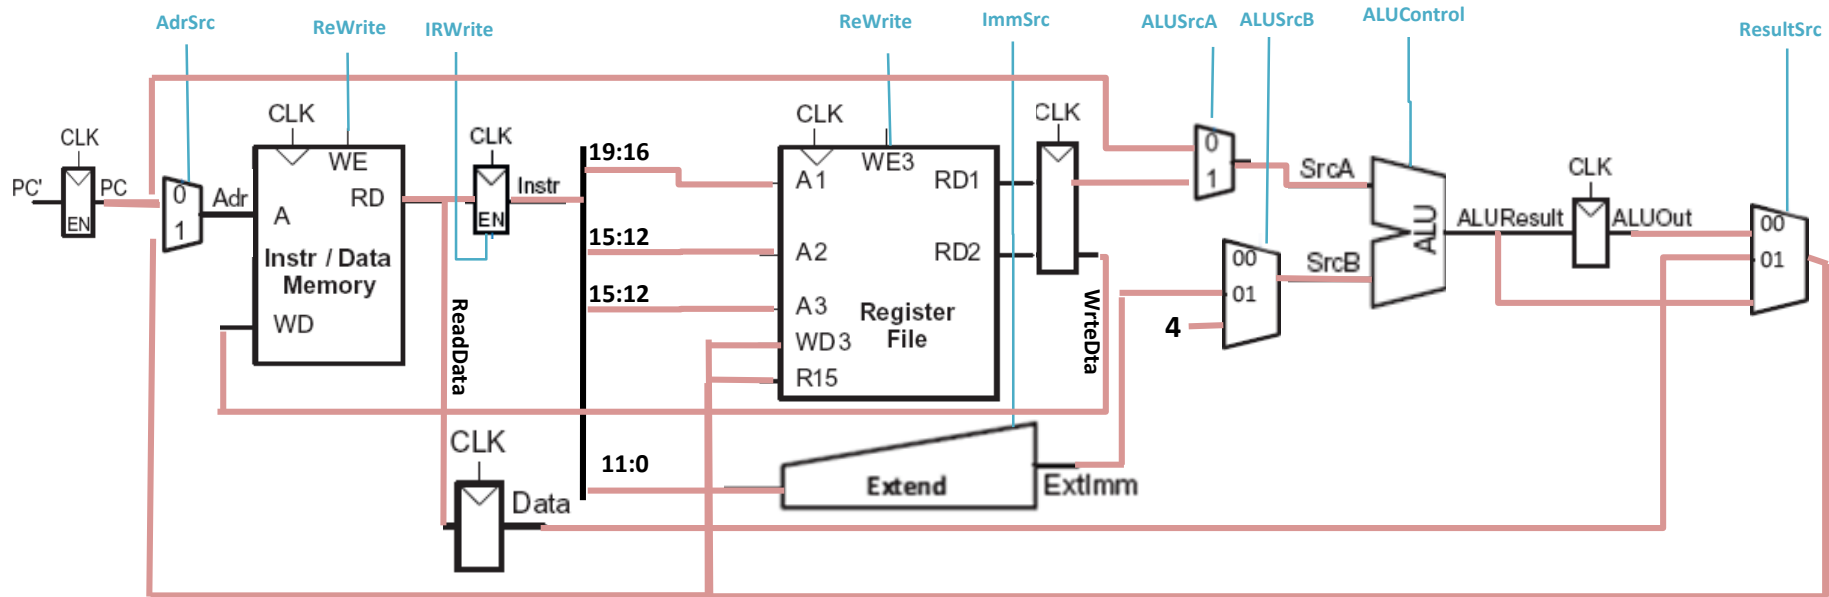 AdrSrc
ReWrite
IRWrite
ReWrite
ImmSrc
ALUSrcA
ALUSrcB
ALUControl
ResultSrc
CLK
PC'
PC
EN
0
1
Adr
CLK
WE
RD
A
Instr / Data
Memory
WD
CLK
EN
Instr
ReadData
CLK
Data
19:16
15:12
15:12
11:0
CLK
WE3
A1
RD1
A2
RD2
A3
Register
File
WD3
R15
CLK
WrteDta
Extend
ExtImm
0
1
SrcA
00
01
4
SrcB
ALU
ALUResult
CLK
ALUOut
00
01